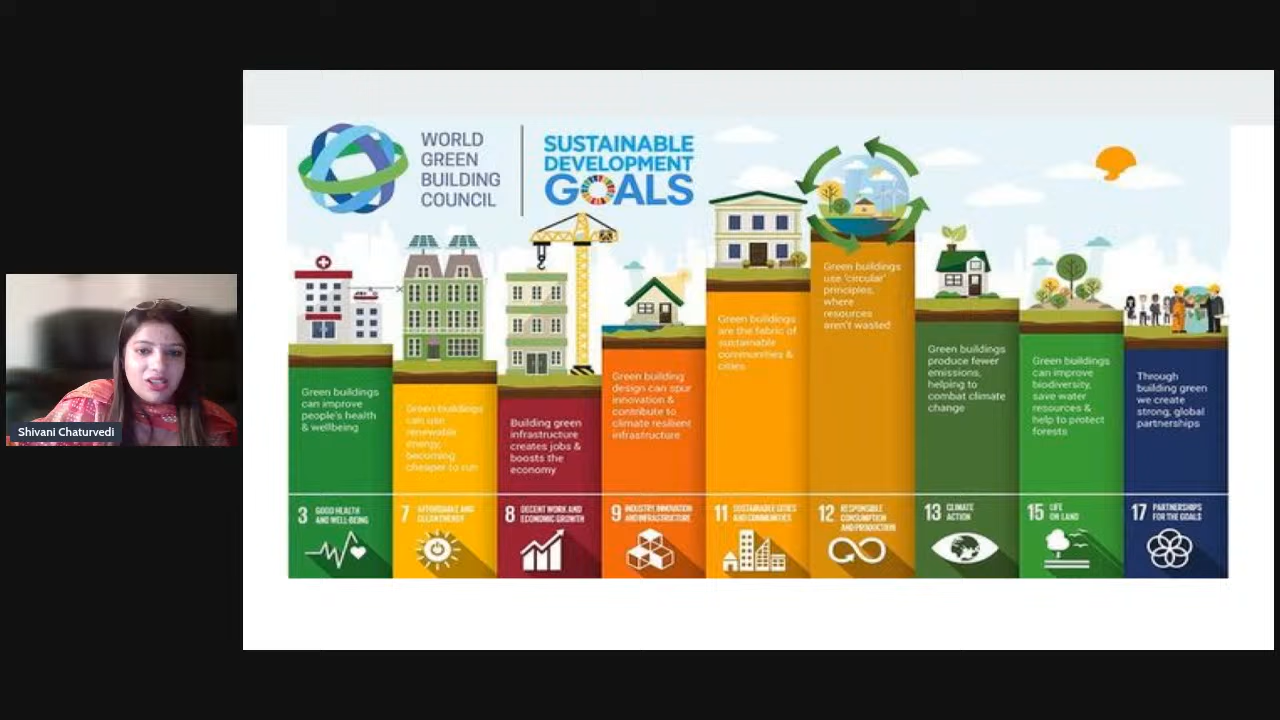 WORLD
GREEN
BUILDING
COUNCIL
SUSTAINABLE
DEVELOPMENT
GOALS
Green buildings
can improve
people's health
& wellbeing
Green buildings
can use
renewable
energy,
becoming
cheaper to run
Building green
infrastructure
creates jobs &
boosts the
economy
Green building
design can spur
innovation &
contribute to
climate resilient
infrastructure
Green buildings
are the fabric of
sustainable
communities &
cities
Green buildings
use 'circular'
principles,
where
resources
aren't wasted
Green buildings
produce fewer
emissions,
helping to
combat climate
change
Green buildings
can improve
biodiversity,
save water
resources &
help to protect
forests
Through
building green
we create
strong, global
partnerships
3 GOOD HEALTH
AND WELL-BEING
7 AFFORDABLE AND
CLEAN ENERGY
8 DECENT WORK AND
ECONOMIC GROWTH
9 INDUSTRY, INNOVATION
AND INFRASTRUCTURE
11 SUSTAINABLE CITIES
AND COMMUNITIES
12 RESPONSIBLE
CONSUMPTION
AND PRODUCTION
13 CLIMATE
ACTION
15 LIFE
ON LAND
17 PARTNERSHIPS
FOR THE GOALS
Shivani Chaturvedi